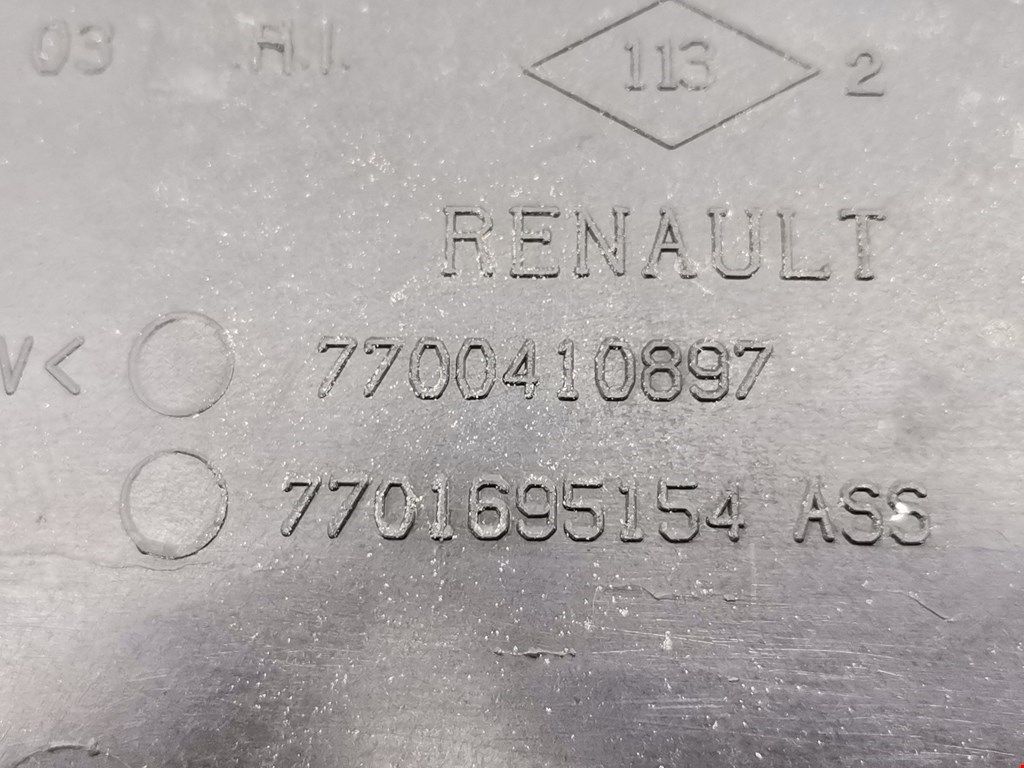 03 .A.I.
113 2
RENAULT
V< 7700410897
7701695154 ASS